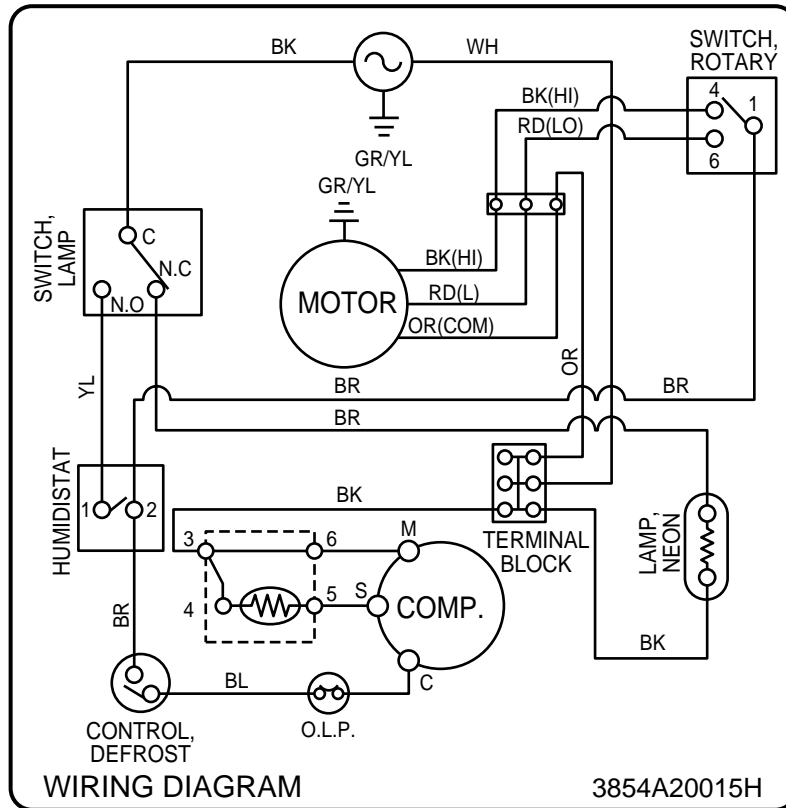 BK
WH
SWITCH,
ROTARY
BK(HI)
4
1
RD(LO)
6
GR/YL
GR/YL
SWITCH,
LAMP
C
N.C
N.O
BK(HI)
MOTOR
RD(L)
OR(COM)
OR
YL
BR
BR
BR
HUMIDISTAT
1
2
BK
TERMINAL
BLOCK
LAMP,
NEON
3
6
M
4
5
S
COMP.
BR
BK
C
BL
O.L.P.
CONTROL,
DEFROST
WIRING DIAGRAM
3854A20015H